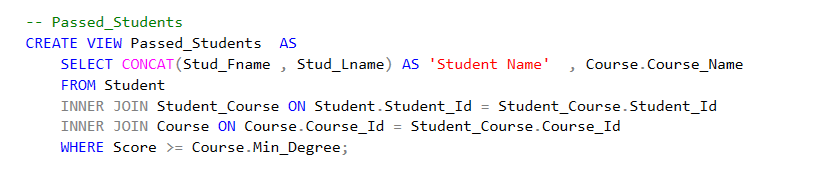 -- Passed_Students
CREATE VIEW Passed_Students  AS
    SELECT CONCAT(Stud_Fname , Stud_Lname) AS 'Student Name'  , Course.Course_Name
    FROM Student
    INNER JOIN Student_Course ON Student.Student_Id = Student_Course.Student_Id
    INNER JOIN Course ON Course.Course_Id = Student_Course.Course_Id
    WHERE Score >= Course.Min_Degree;